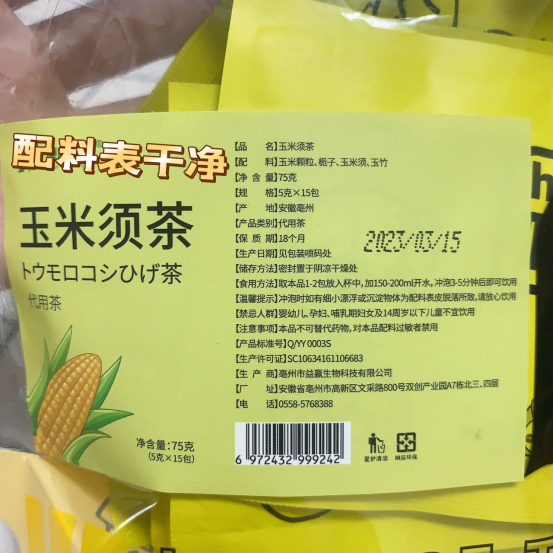 配料表干净
玉米须茶
トウモロコシひげ茶
代用茶
净含量:75克
(5克×15包)
【品 名】玉米须茶
【配 料】玉米颗粒、栀子、玉米须、玉竹
【净 含 量】75克
【规 格】5克×15包
【产 地】安徽亳州
【产品类别】代用茶
【保 质 期】18个月
【生产日期】见包装喷码处
2023/03/15
【储存方法】密封置于阴凉干燥处
【食用方法】取本品1-2包放入杯中,加150-200ml开水,冲泡3-5分钟后即可饮用
【温馨提示】冲泡时如有细小漂浮或沉淀物体为配料表皮脱落所致,请放心饮用
【禁忌人群】婴幼儿、孕妇、哺乳期妇女及14周岁以下儿童不宜饮用
【注意事项】本品不可替代药物,对本品配料过敏者禁用
【产品标准号】Q/YY 0003S
【生产许可证】SC10634161106683
【生 产 商】亳州市益赢生物科技有限公司
【厂 址】安徽省亳州市高新区文采路800号双创产业园A7栋北三、四层
【电 话】0558-5768388
6 972432 999242
爱护清洁
响应环保
h